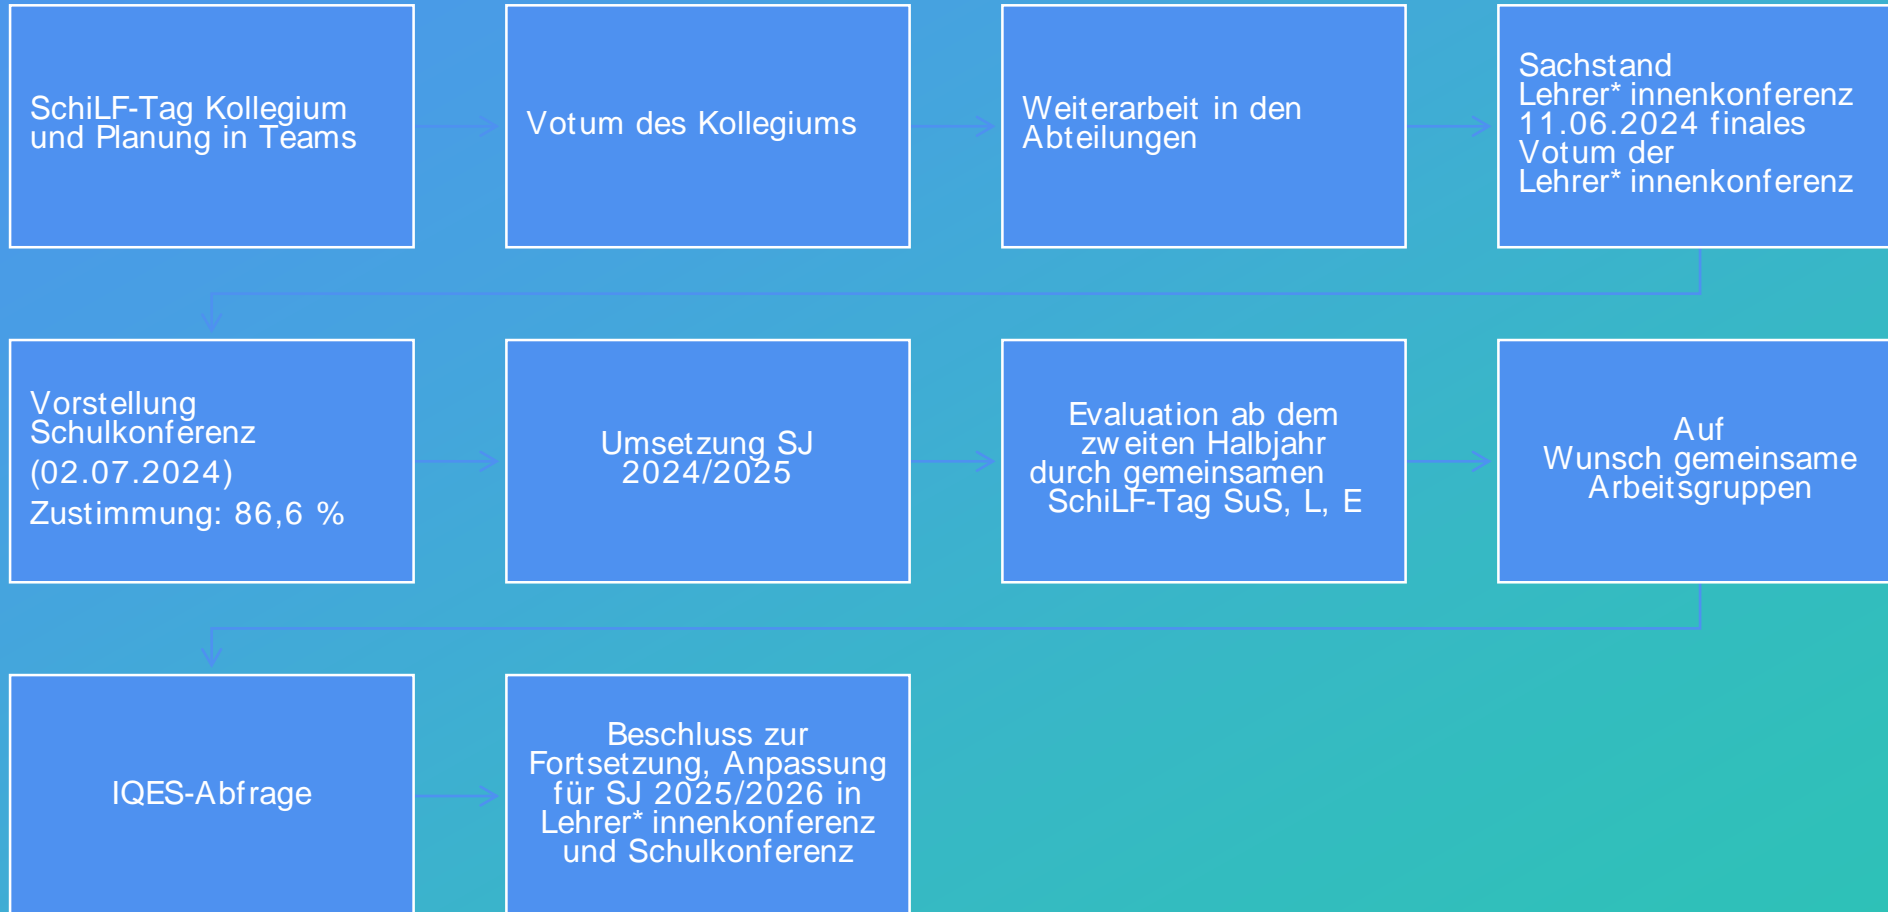 SchiLF-Tag Kollegium
und Planung in Teams
Votum des Kollegiums
Weiterarbeit in den
Abteilungen
Sachstand
Lehrer*innenkonferenz
11.06.2024 finales
Votum der
Lehrer*innenkonferenz
Vorstellung
Schulkonferenz
(02.07.2024)
Zustimmung: 86,6 %
Umsetzung SJ
2024/2025
Evaluation ab dem
zweiten Halbjahr
durch gemeinsamen
SchiLF-Tag SuS, L, E
Auf
Wunsch gemeinsame
Arbeitsgruppen
IQES-Abfrage
Beschluss zur
Fortsetzung, Anpassung
für SJ 2025/2026 in
Lehrer*innenkonferenz
und Schulkonferenz